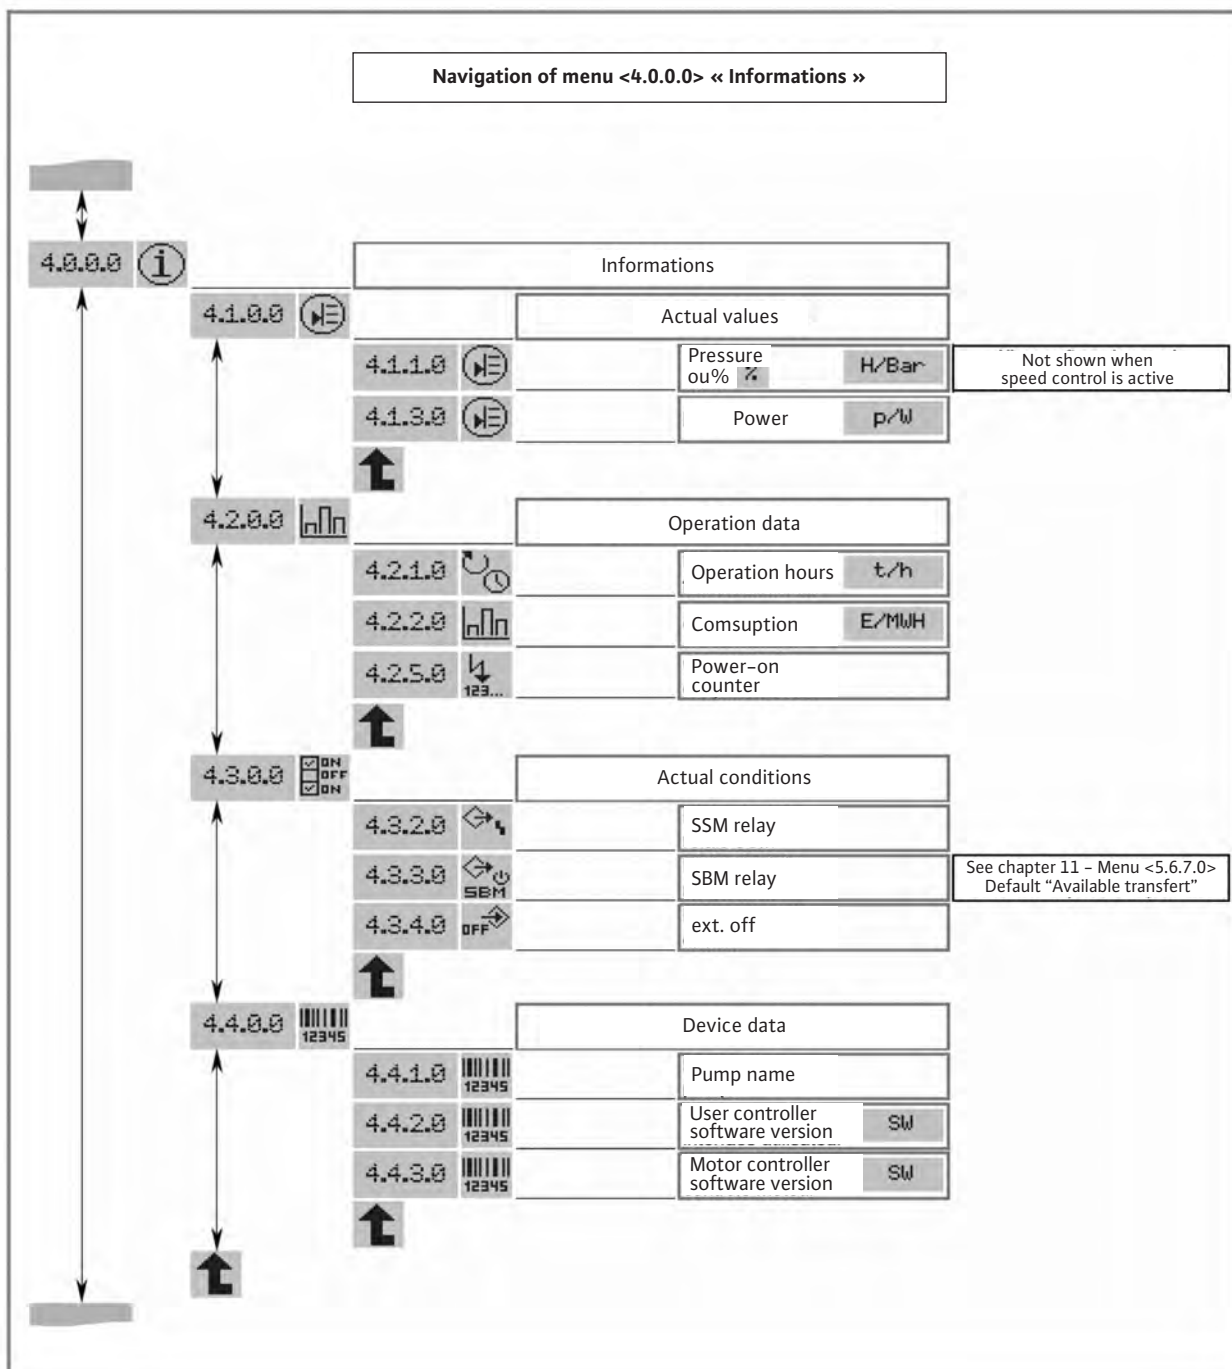 Navigation of menu <4.0.0.0> « Informations »
4.0.0.0 i Informations
4.1.0.0 Actual values
4.1.1.0 Pressure
ou% % H/Bar
Not shown when
speed control is active
4.1.3.0 Power p/W
4.2.0.0 Operation data
4.2.1.0 Operation hours t/h
4.2.2.0 Comsuption E/MWH
4.2.5.0 123... Power-on
counter
4.3.0.0 ON
OFF
ON
Actual conditions
4.3.2.0 SSM relay
4.3.3.0 SBM SBM relay
See chapter 11 - Menu <5.6.7.0>
Default “Available transfert”
4.3.4.0 OFF ext. off
4.4.0.0 12345 Device data
4.4.1.0 12345 Pump name
4.4.2.0 12345 User controller
software version SW
4.4.3.0 12345 Motor controller
software version SW